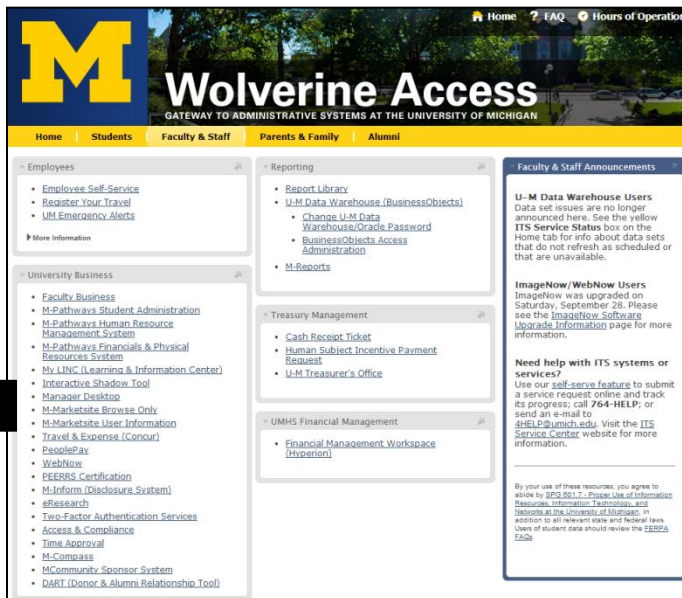 Home ? FAQ Hours of Operation
M
Wolverine Access
GATEWAY TO ADMINISTRATIVE SYSTEMS AT THE UNIVERSITY OF MICHIGAN
Home Students Faculty & Staff Parents & Family Alumni
Employees
Employee Self-Service
Register Your Travel
UM Emergency Alerts
More Information
University Business
Faculty Business
M-Pathways Student Administration
M-Pathways Human Resource
Management System
M-Pathways Financials & Physical
Resources System
My LINC (Learning & Information Center)
Interactive Shadow Tool
Manager Desktop
M-Marketsite Browse Only
M-Marketsite User Information
Travel & Expense (Concur)
PeoplePay
WebNow
PEERRS Certification
M-Inform (Disclosure System)
eResearch
Two-Factor Authentication Services
Access & Compliance
Time Approval
M-Compass
MCommunity Sponsor System
DART (Donor & Alumni Relationship Tool)
Reporting
Report Library
U-M Data Warehouse (BusinessObjects)
Change U-M Data
Warehouse/Oracle Password
BusinessObjects Access
Administration
M-Reports
Treasury Management
Cash Receipt Ticket
Human Subject Incentive Payment
Request
U-M Treasurer's Office
UMHS Financial Management
Financial Management Workspace
(Hyperion)
Faculty & Staff Announcements
U-M Data Warehouse Users
Data set issues are no longer
announced here. See the yellow
ITS Service Status box on the
Home tab for info about data sets
that do not refresh as scheduled or
that are unavailable.
ImageNow/WebNow Users
ImageNow was upgraded on
Saturday, September 28. Please
see the ImageNow Software
Upgrade Information page for more
information.
Need help with ITS systems or
services?
Use our self-serve feature to submit
a service request online and track
its progress; call 764-HELP; or
send an e-mail to
4HELP@umich.edu. Visit the ITS
Service Center website for more
information.
By your use of these resources, you agree to
abide by SPG 601.7 - Proper Use of Information
Resources, Information Technology, and
Networks at the University of Michigan, in
addition to all relevant state and federal laws.
Users of student data should review the FERPA
FAQs.